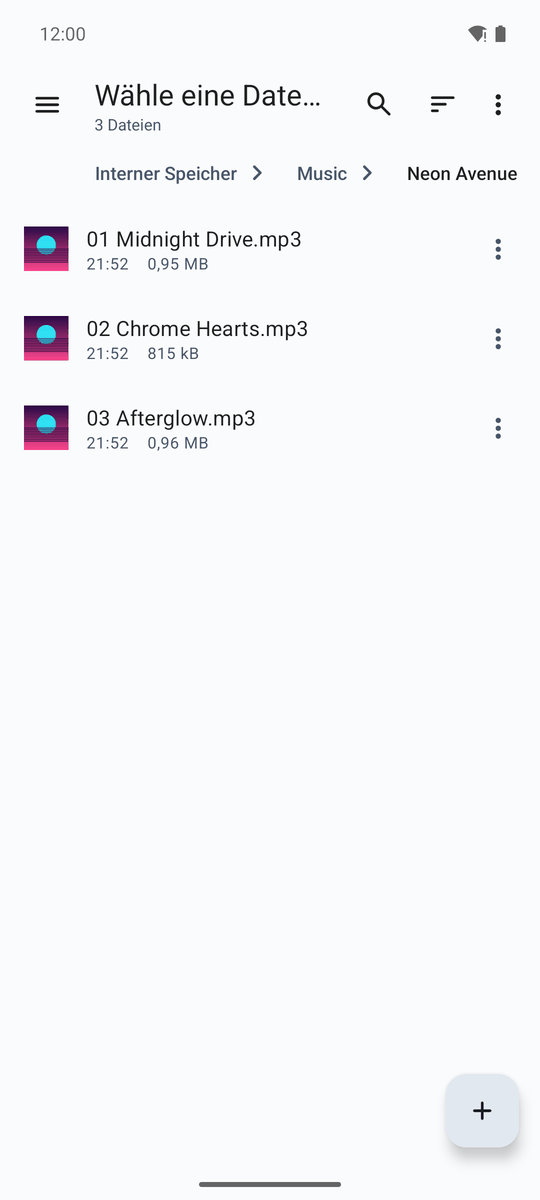 12:00
Wähle eine Date…
3 Dateien
Interner Speicher
Music
Neon Avenue
01 Midnight Drive.mp3
21:52 0,95 MB
02 Chrome Hearts.mp3
21:52 815 kB
03 Afterglow.mp3
21:52 0,96 MB